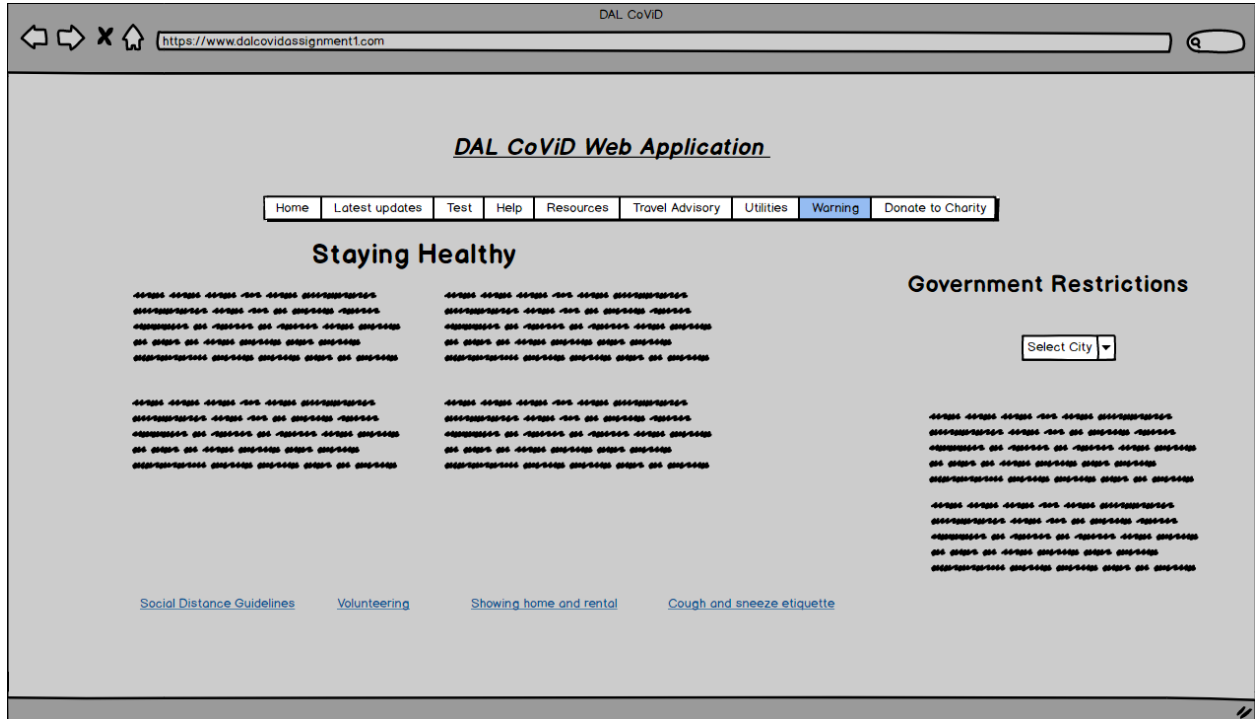 DAL CoViD
https://www.dalcovidassignment1.com
DAL CoViD Web Application
Home Latest updates Test Help Resources Travel Advisory Utilities Warning Donate to Charity
Staying Healthy
Government Restrictions
Select City
Social Distance Guidelines Volunteering Showing home and rental Cough and sneeze etiquette